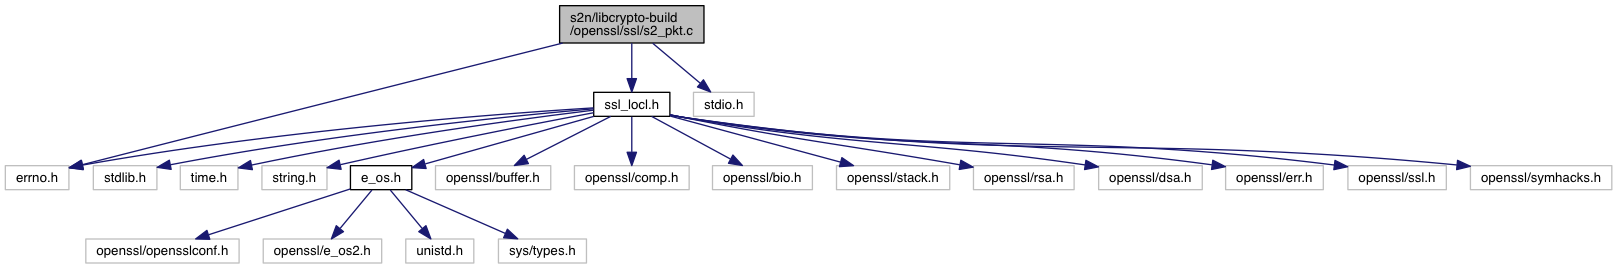 s2n/libcrypto-build
/openssl/ssl/s2_pkt.c
ssl_locl.h
stdio.h
errno.h
stdlib.h
time.h
string.h
e_os.h
openssl/buffer.h
openssl/comp.h
openssl/bio.h
openssl/stack.h
openssl/rsa.h
openssl/dsa.h
openssl/err.h
openssl/ssl.h
openssl/symhacks.h
openssl/opensslconf.h
openssl/e_os2.h
unistd.h
sys/types.h